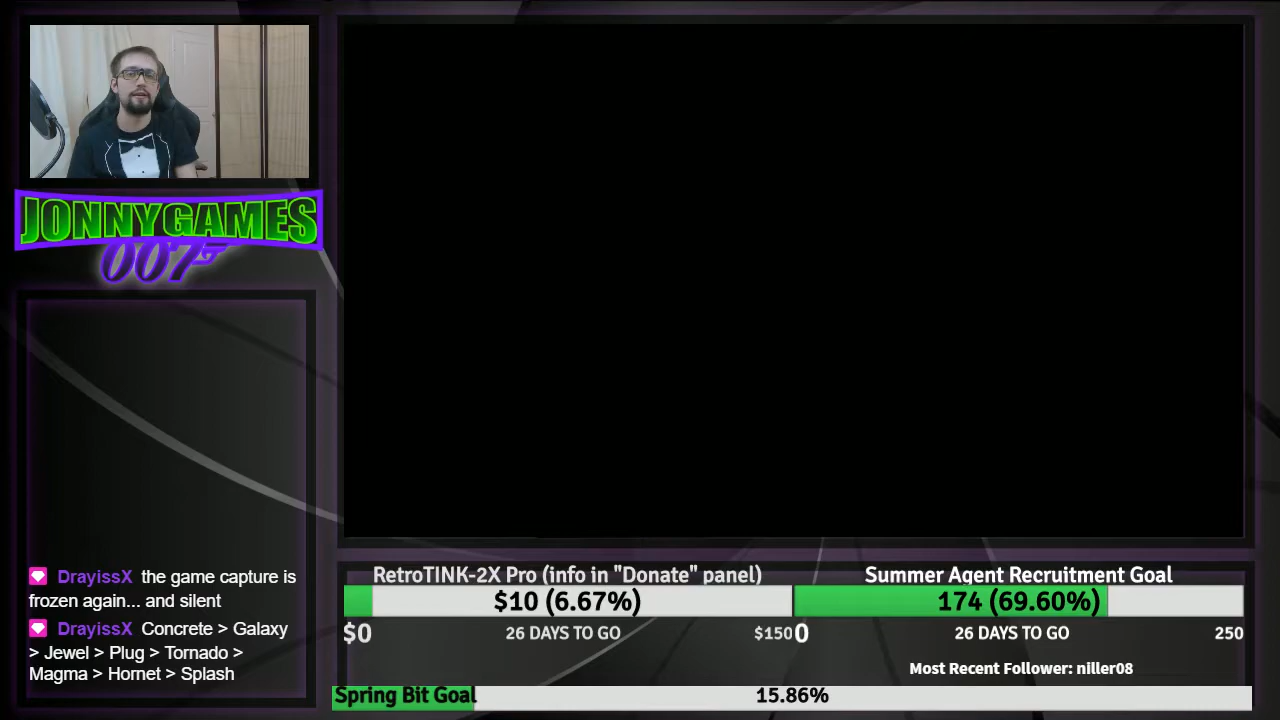 JONNYGAMES
007
DrayissX the game capture is
frozen again... and silent
DrayissX Concrete > Galaxy
> Jewel > Plug > Tornado >
Magma > Hornet > Splash
RetroTINK-2X Pro (info in "Donate" panel)
$10 (6.67%)
$0 26 DAYS TO GO $150
Summer Agent Recruitment Goal
174 (69.60%)
0 26 DAYS TO GO 250
Most Recent Follower: niller08
Spring Bit Goal 15.86%